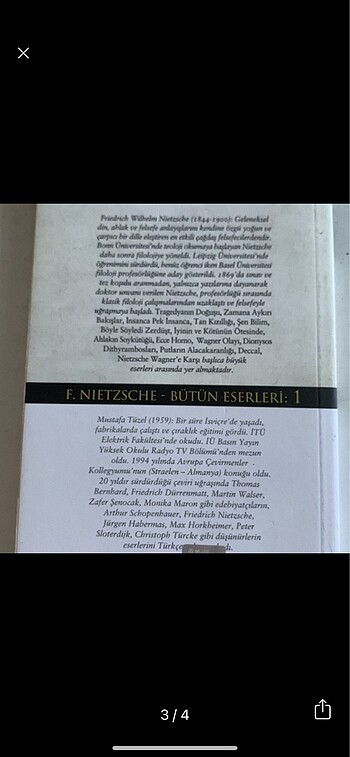 Friedrich Wilhelm Nietzsche (1844-1900): Geleneksel
din, ahlak ve felsefe anlayışlarını kendine özgü yoğun ve
çarpıcı bir dille eleştiren en etkili çağdaş felsefecilerdendir.
Bonn Üniversitesi'nde teoloji okumaya başlayan Nietzsche
daha sonra filolojiye yöneldi. Leipzig Üniversitesi'nde
öğrenimini sürdürdü, henüz öğrenci iken Basel Üniversitesi
filoloji profesörlüğüne aday gösterildi. 1869'da sınav ve
tez koşulu aranmadan, yalnızca yazılarına dayanarak
doktor unvanı verilen Nietzsche, profesörlüğü sırasında
klasik filoloji çalışmalarından uzaklaştı ve felsefeyle
uğraşmaya başladı. Tragedyanın Doğuşu, Zamana Aykırı
Bakışlar, İnsanca Pek İnsanca, Tan Kızıllığı, Şen Bilim,
Böyle Söyledi Zerdüşt, İyinin ve Kötünün Ötesinde,
Ahlakın Soykütüğü, Ecce Homo, Wagner Olayı, Dionysos
Dithyrambosları, Putların Alacakaranlığı, Deccal,
Nietzsche Wagner'e Karşı başlıca büyük
eserleri arasında yer almaktadır.
F. NIETZSCHE - BÜTÜN ESERLERİ: 1
Mustafa Tüzel (1959): Bir süre İsviçre'de yaşadı,
fabrikalarda çalıştı ve çıraklık eğitimi gördü. İTÜ
Elektrik Fakültesi'nde okudu. İÜ Basın Yayın
Yüksek Okulu Radyo TV Bölümü'nden mezun
oldu. 1994 yılında Avrupa Çevirmenler -
Kollegyumu'nun (Straelen – Almanya) konuğu oldu.
20 yıldır sürdürdüğü çeviri uğraşında Thomas
Bernhard, Friedrich Dürrenmatt, Martin Walser,
Zafer Şenocak, Monika Maron gibi edebiyatçıların,
Arthur Schopenhauer, Friedrich Nietzsche,
Jürgen Habermas, Max Horkheimer, Peter
Sloterdijk, Christoph Türcke gibi düşünürlerin
eserlerini
3 / 4